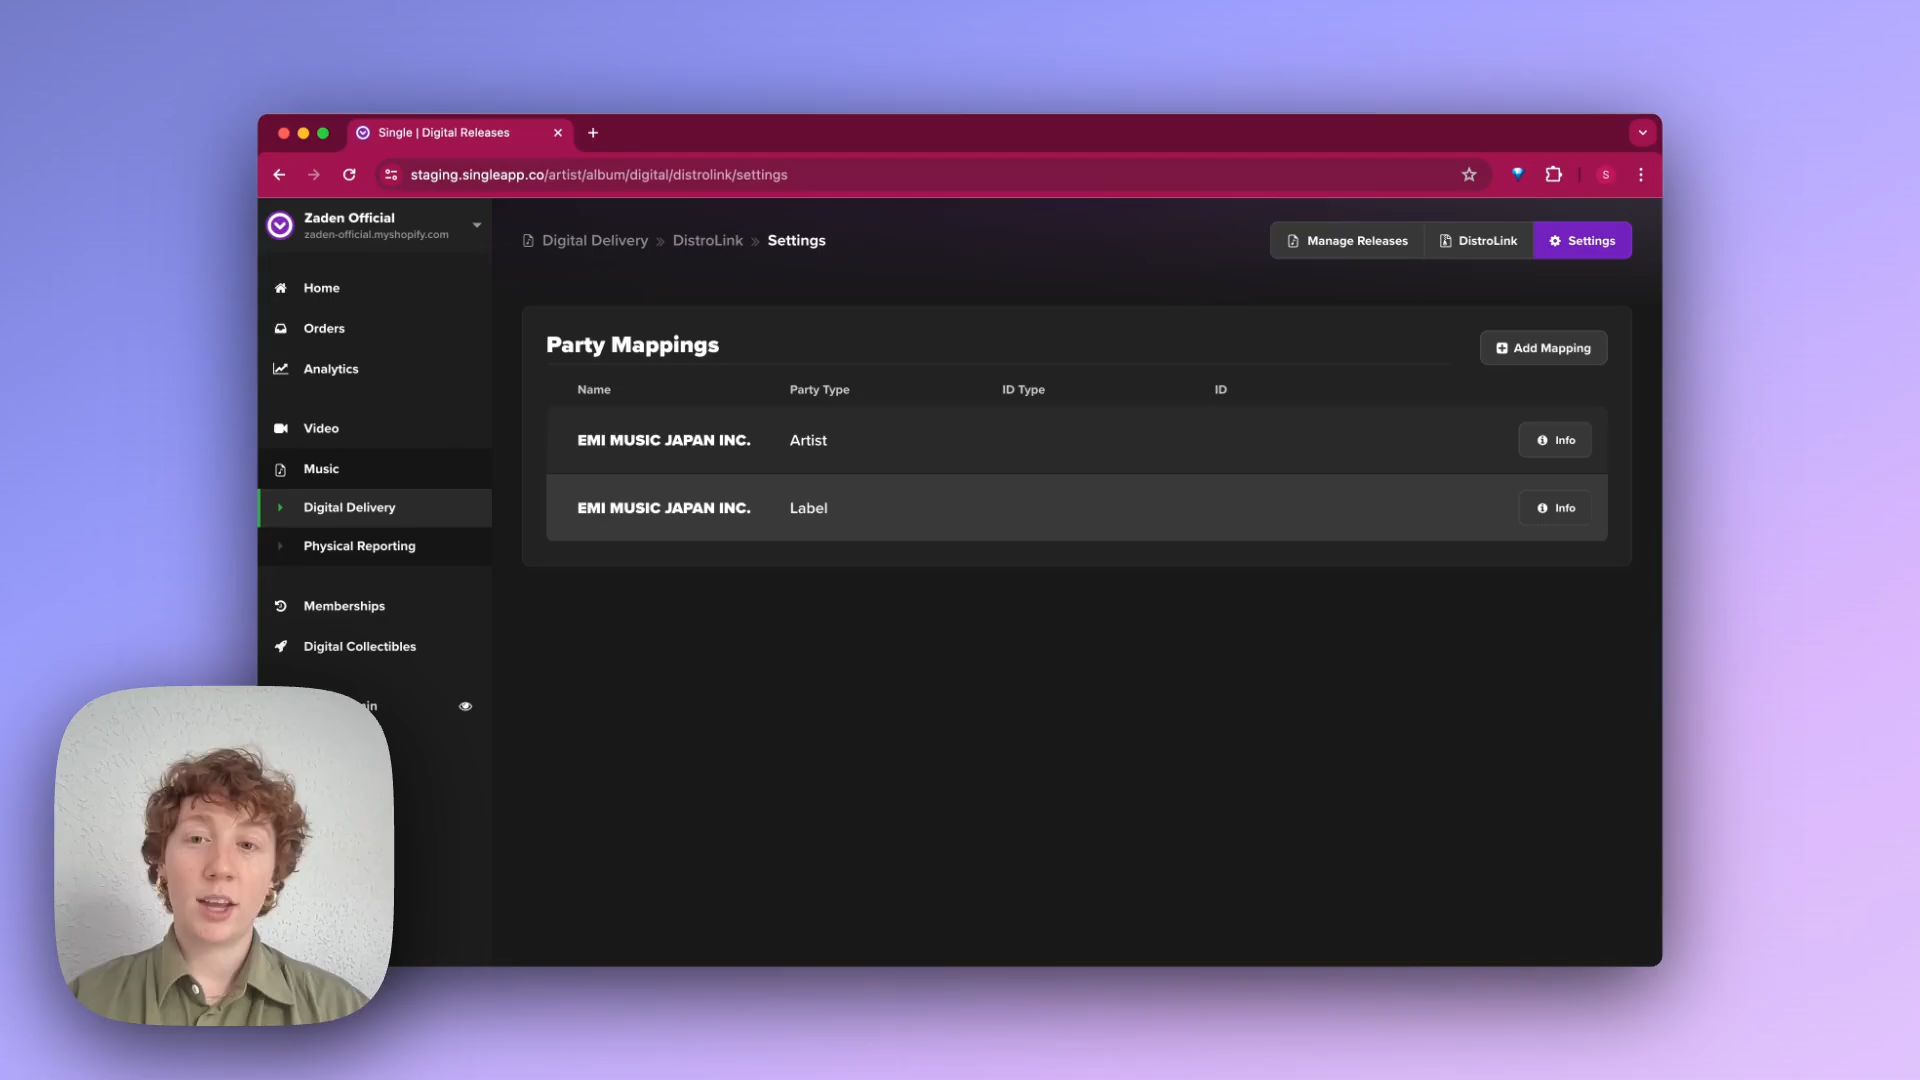 Single | Digital Releases
staging.singleapp.co/artist/album/digital/distrolink/settings
S
Zaden Official
zaden-official.myshopify.com
Digital Delivery » DistroLink » Settings
Manage Releases
DistroLink
Settings
Home
Orders
Analytics
Video
Music
Digital Delivery
Physical Reporting
Memberships
Digital Collectibles
Party Mappings
Add Mapping
Name Party Type ID Type ID
EMI MUSIC JAPAN INC. Artist Info
EMI MUSIC JAPAN INC. Label Info